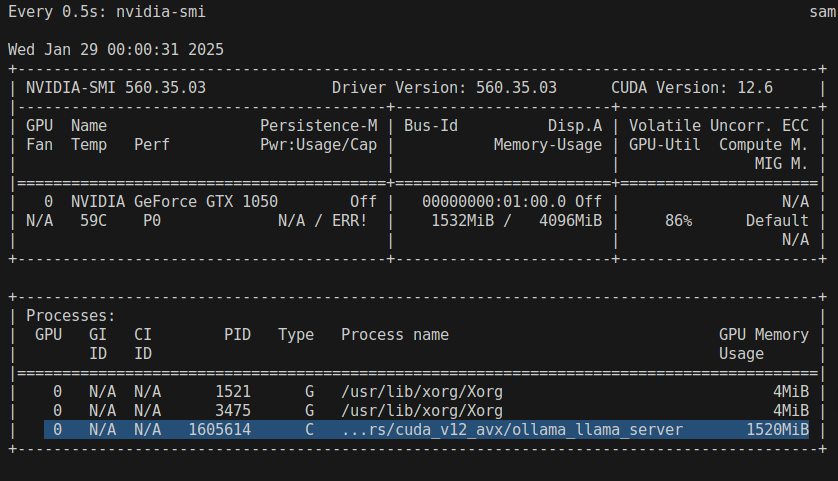 Every 0.5s: nvidia-smi sam
Wed Jan 29 00:00:31 2025
+-----------------------------------------------------------------------------------------+
| NVIDIA-SMI 560.35.03              Driver Version: 560.35.03      CUDA Version: 12.6     |
|-----------------------------------------+------------------------+----------------------+
| GPU  Name                 Persistence-M | Bus-Id          Disp.A | Volatile Uncorr. ECC |
| Fan  Temp   Perf          Pwr:Usage/Cap |           Memory-Usage | GPU-Util  Compute M. |
|                                         |                        |               MIG M. |
|=========================================+========================+======================|
|   0  NVIDIA GeForce GTX 1050        Off |   00000000:01:00.0 Off |                  N/A |
| N/A   59C    P0             N/A / ERR!  |    1532MiB /   4096MiB |     86%      Default |
|                                         |                        |                  N/A |
+-----------------------------------------+------------------------+----------------------+
+-----------------------------------------------------------------------------------------+
| Processes:                                                                              |
|  GPU   GI   CI        PID   Type   Process name                              GPU Memory |
|        ID   ID                                                               Usage      |
|=========================================================================================|
|    0   N/A  N/A      1521      G   /usr/lib/xorg/Xorg                              4MiB |
|    0   N/A  N/A      3475      G   /usr/lib/xorg/Xorg                              4MiB |
|    0   N/A  N/A   1605614      C   ...rs/cuda_v12_avx/ollama_llama_server       1520MiB |
+-----------------------------------------------------------------------------------------+